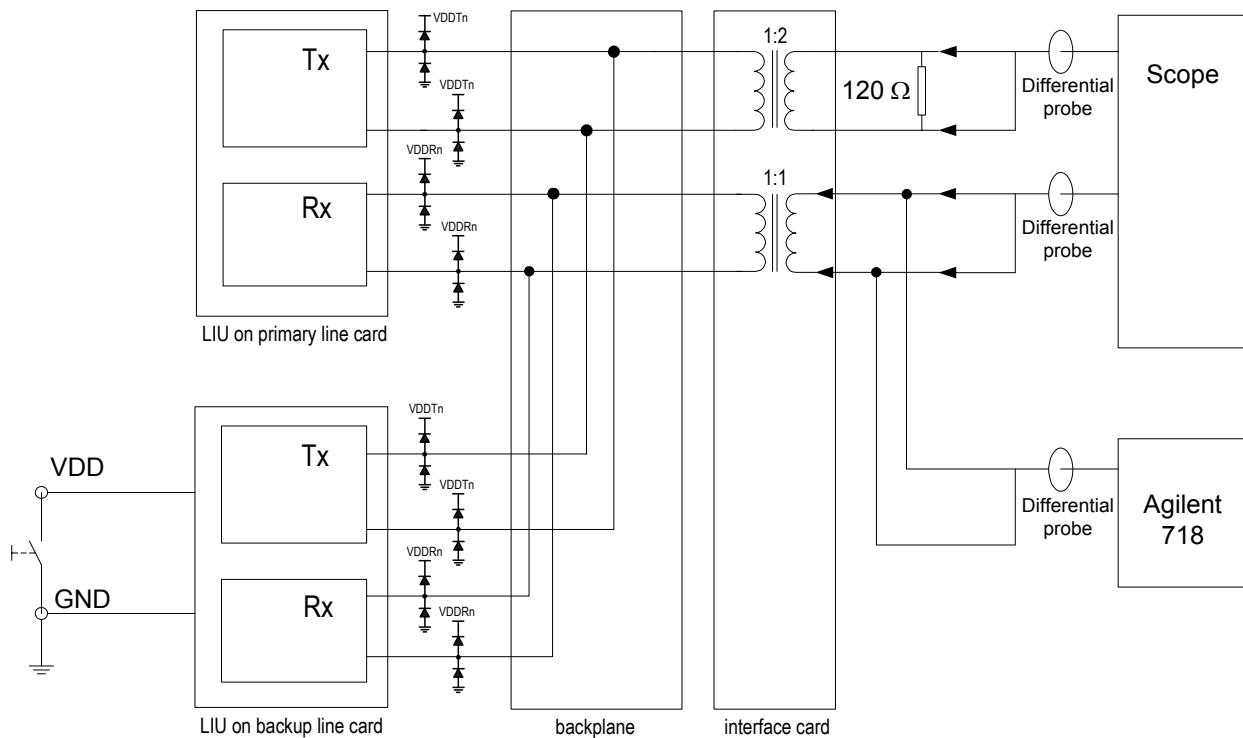 VDDTn
Tx
VDDTn
VDDRn
Rx
VDDRn
LIU on primary line card
1:2
120 Ω
1:1
Differential
probe
Scope
Differential
probe
VDDTn
Tx
VDDTn
VDDRn
Rx
VDDRn
VDD
GND
LIU on backup line card
backplane
interface card
Differential
probe
Agilent
718